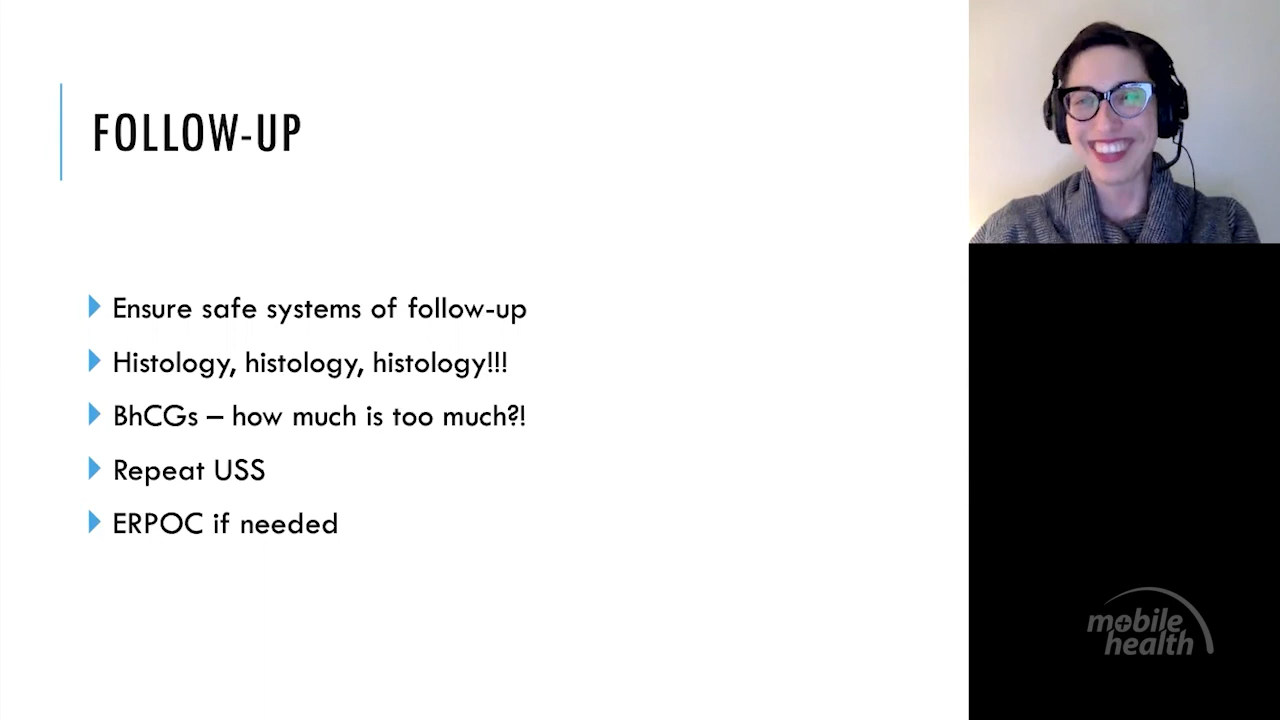 FOLLOW-UP
Ensure safe systems of follow-up
Histology, histology, histology!!!
BhCGs – how much is too much?!
Repeat USS
ERPOC if needed
mobile
health